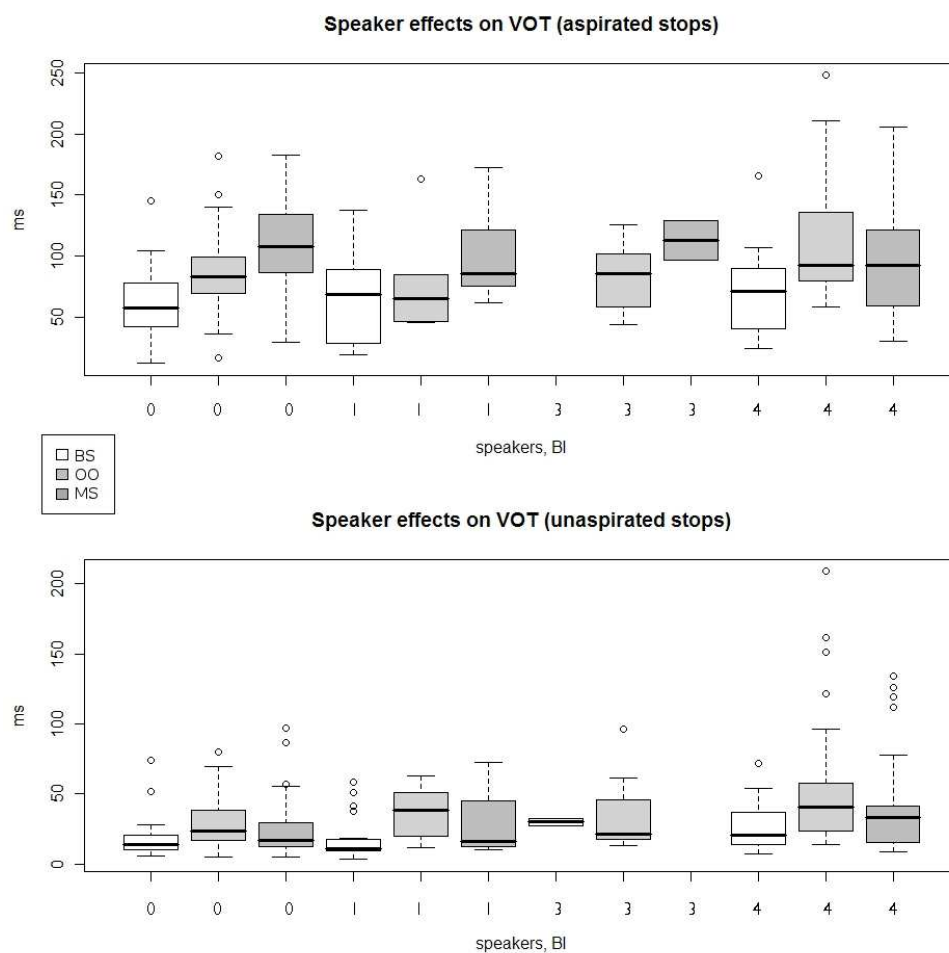 Speaker effects on VOT (aspirated stops)
250
200
150
100
50
ms
0 0 0 1 1 1 3 3 3 4 4 4
speakers, BI
BS
OO
MS
Speaker effects on VOT (unaspirated stops)
200
150
100
50
0
ms
0 0 0 1 1 1 3 3 3 4 4 4
speakers, BI